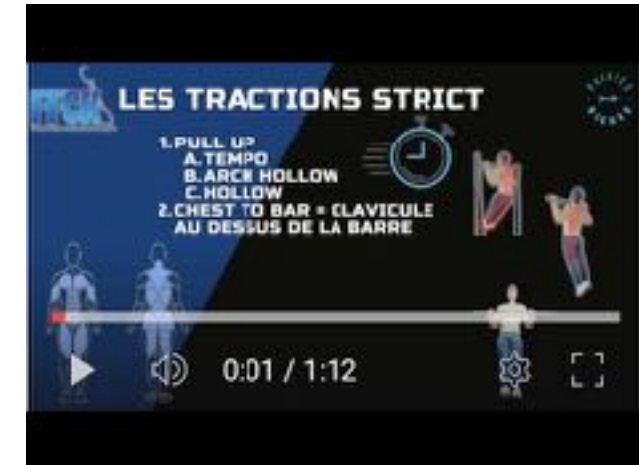 LES TRACTIONS STRICT
1.PULL UP
A.TEMPO
B.ARCH HOLLOW
C.HOLLOW
2.CHEST TO BAR = CLAVICULE
AU DESSUS DE LA BARRE
0:01 / 1:12